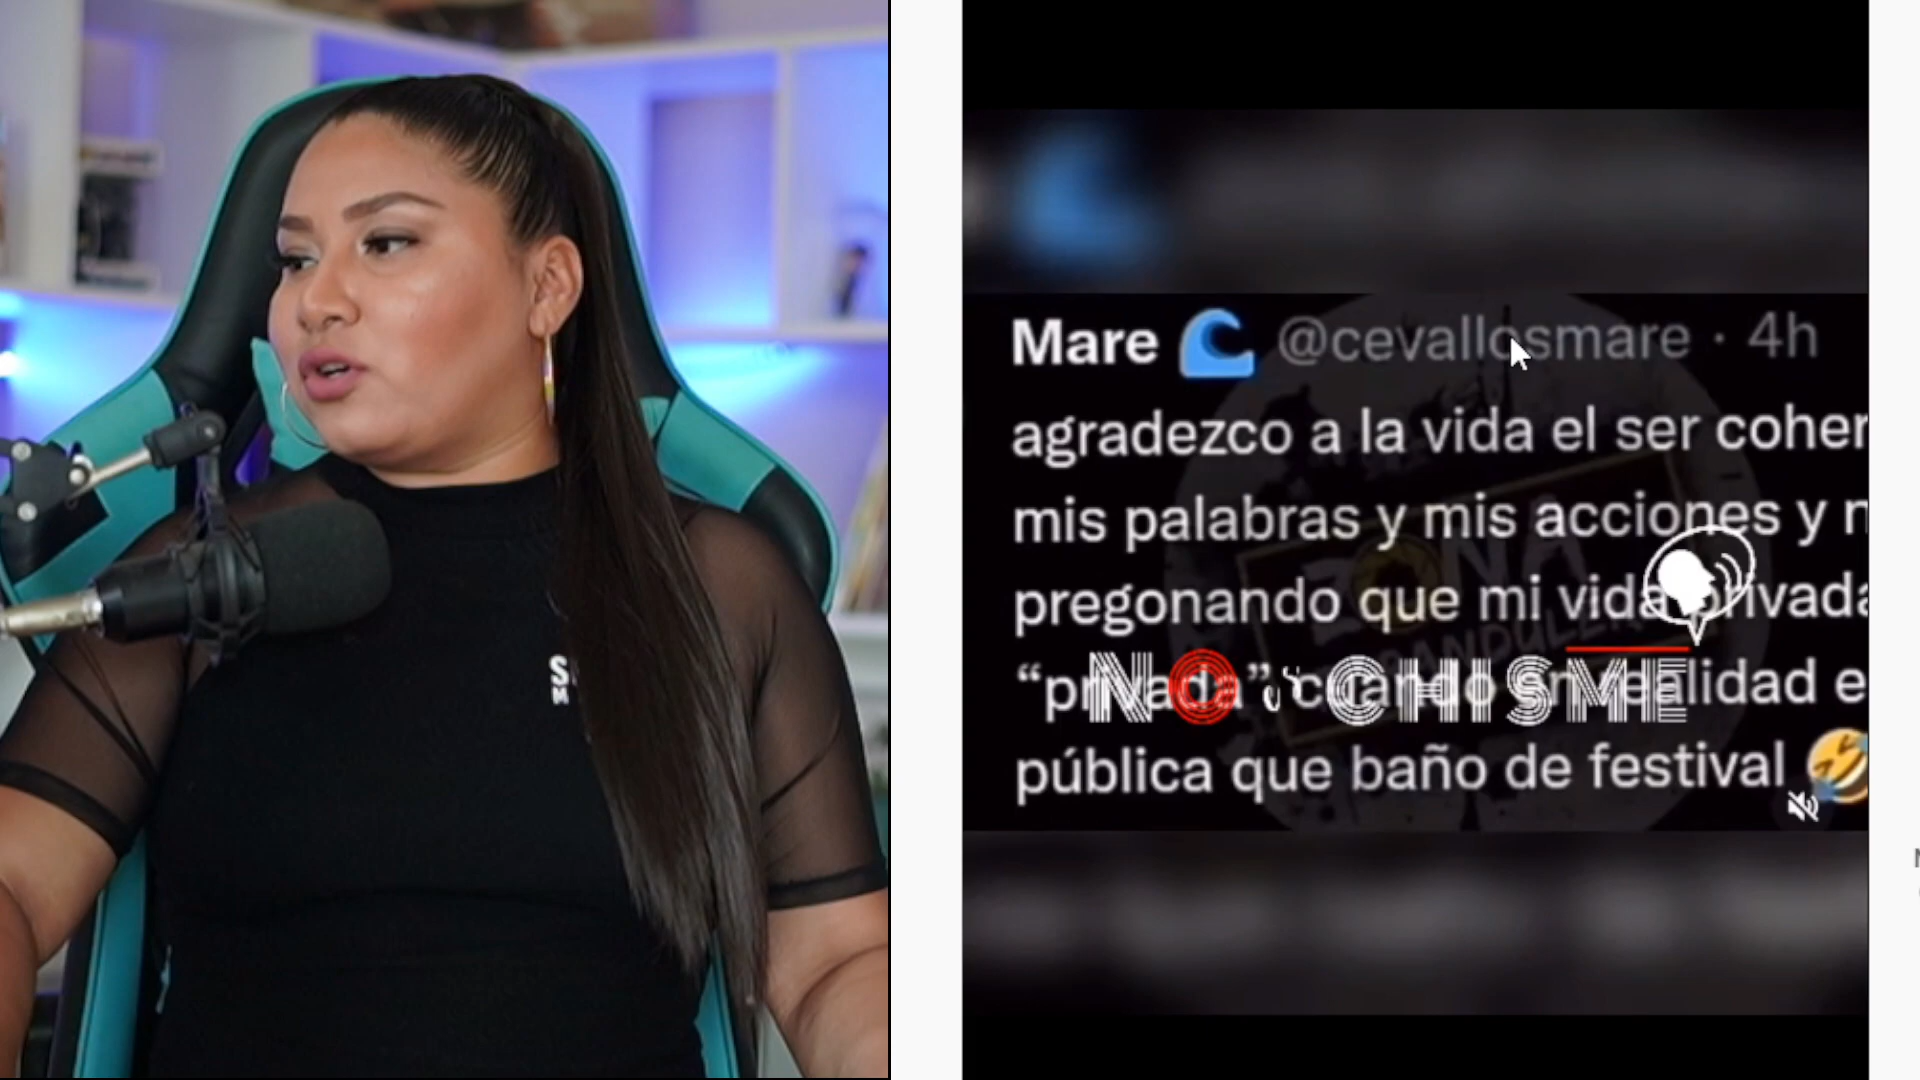 Mare 🌊 @cevallosmare · 4h
agradezco a la vida el ser coher
mis palabras y mis acciones y n
pregonando que mi vida privada
“privada” cuando en realidad e
pública que baño de festival 🤣
NO CHISME